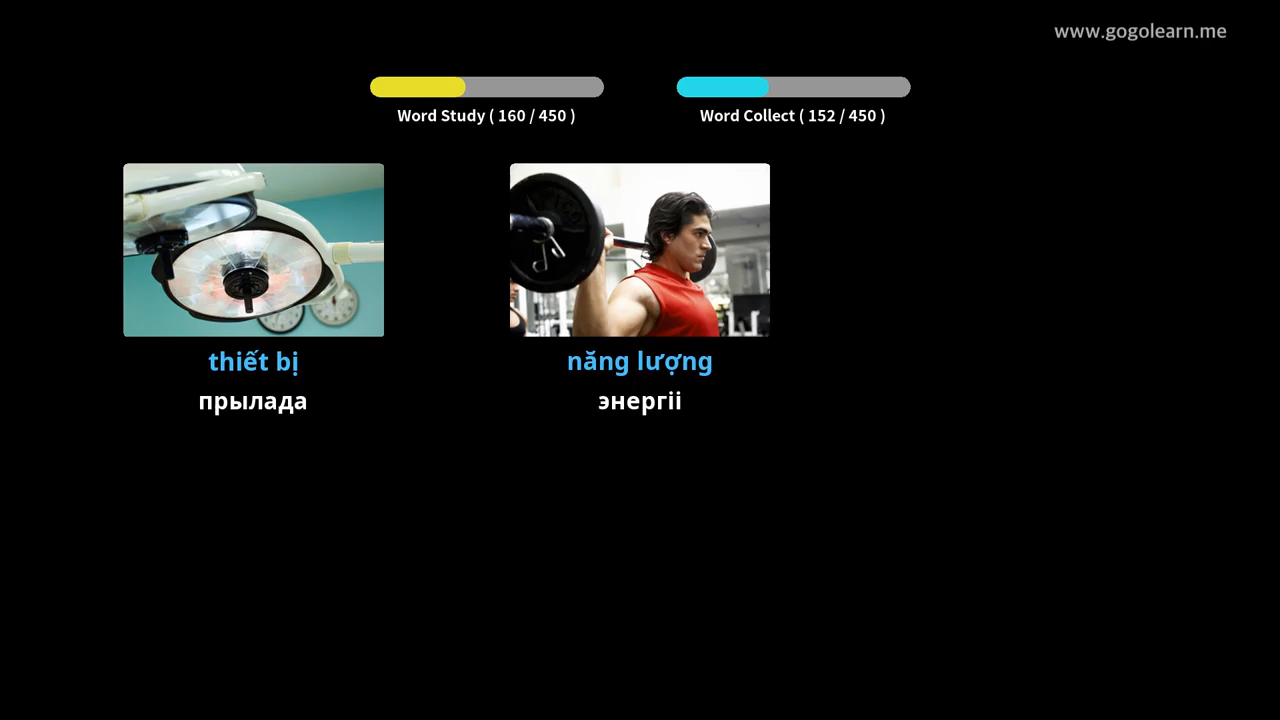 www.gogolearn.me
Word Study ( 160 / 450 )
Word Collect ( 152 / 450 )
thiết bị
năng lượng
прылада
энергіі